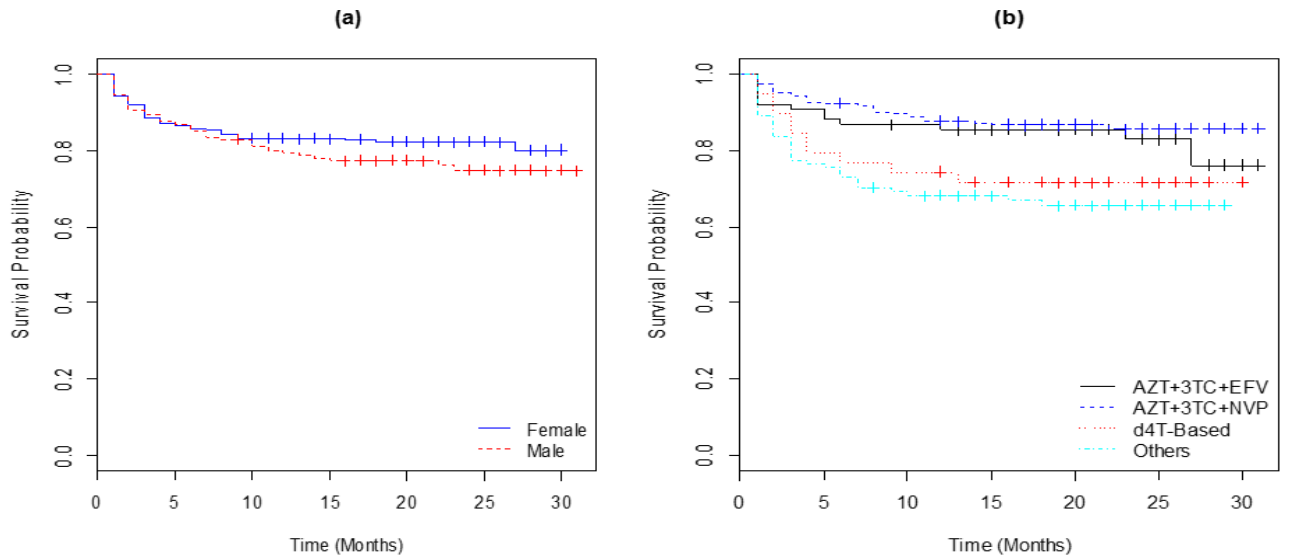 (a)
Survival Probability
1.0
0.8
0.6
0.4
0.2
0.0
Female
Male
0 5 10 15 20 25 30
Time (Months)
(b)
Survival Probability
1.0
0.8
0.6
0.4
0.2
0.0
AZT+3TC+EFV
AZT+3TC+NVP
d4T-Based
Others
0 5 10 15 20 25 30
Time (Months)